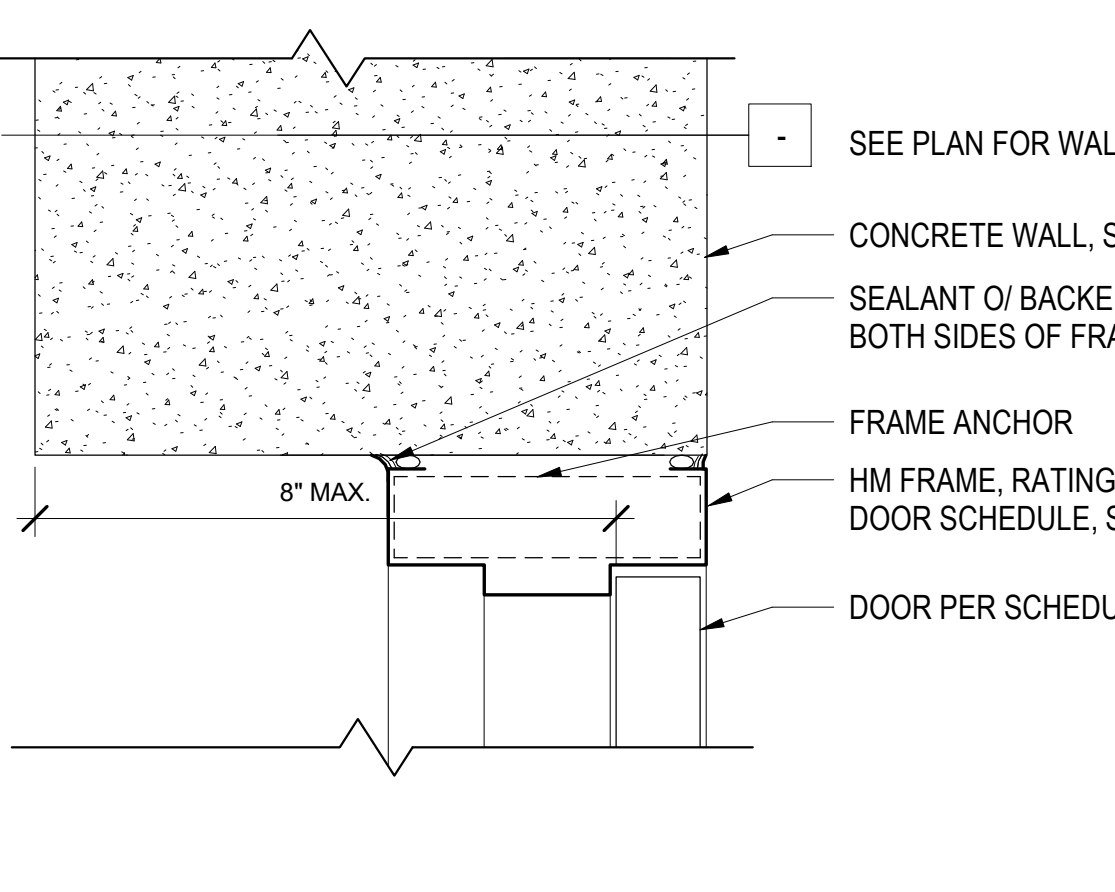 -
SEE PLAN FOR WAL
CONCRETE WALL, S
SEALANT O/ BACKE
BOTH SIDES OF FRA
FRAME ANCHOR
HM FRAME, RATING
DOOR SCHEDULE, S
8" MAX.
DOOR PER SCHEDU